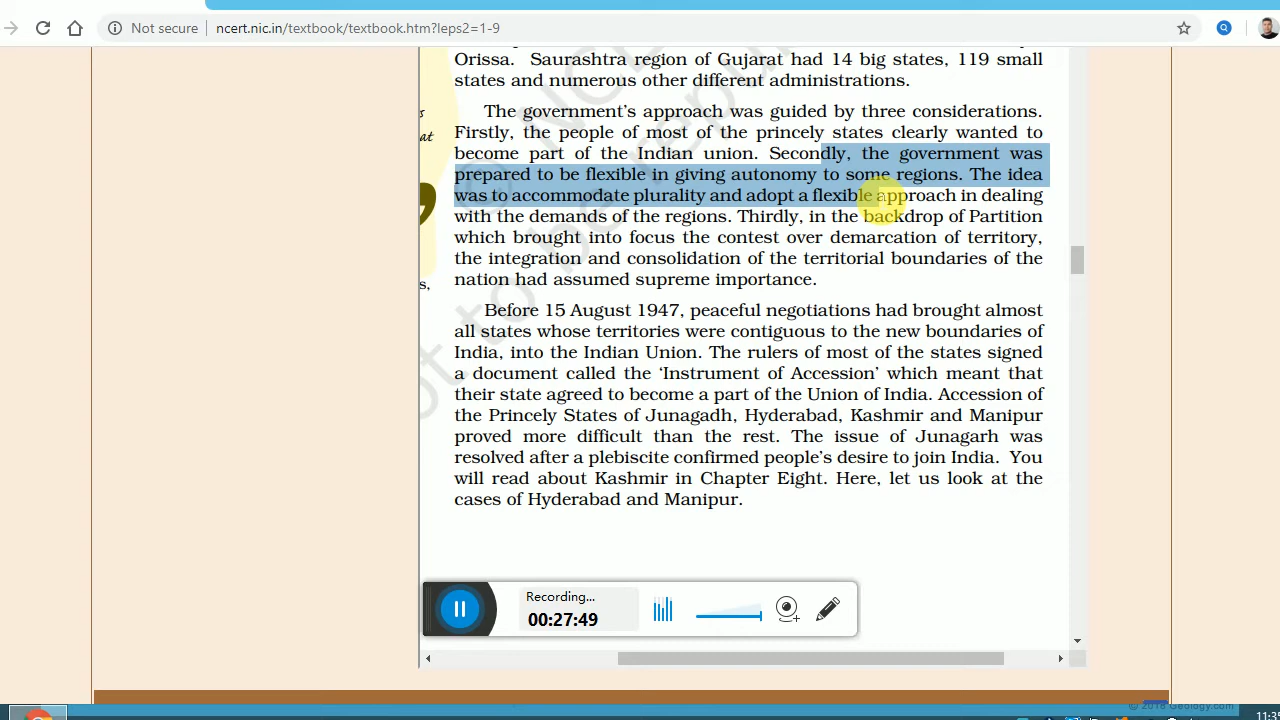 Not secure | ncert.nic.in/textbook/textbook.htm?leps2=1-9
Orissa. Saurashtra region of Gujarat had 14 big states, 119 small
states and numerous other different administrations.
The government's approach was guided by three considerations.
Firstly, the people of most of the princely states clearly wanted to
become part of the Indian union. Secondly, the government was
prepared to be flexible in giving autonomy to some regions. The idea
was to accommodate plurality and adopt a flexible approach in dealing
with the demands of the regions. Thirdly, in the backdrop of Partition
which brought into focus the contest over demarcation of territory,
the integration and consolidation of the territorial boundaries of the
nation had assumed supreme importance.
Before 15 August 1947, peaceful negotiations had brought almost
all states whose territories were contiguous to the new boundaries of
India, into the Indian Union. The rulers of most of the states signed
a document called the 'Instrument of Accession' which meant that
their state agreed to become a part of the Union of India. Accession of
the Princely States of Junagadh, Hyderabad, Kashmir and Manipur
proved more difficult than the rest. The issue of Junagarh was
resolved after a plebiscite confirmed people's desire to join India. You
will read about Kashmir in Chapter Eight. Here, let us look at the
cases of Hyderabad and Manipur.
Recording...
00:27:49
© 2018 Geology.com